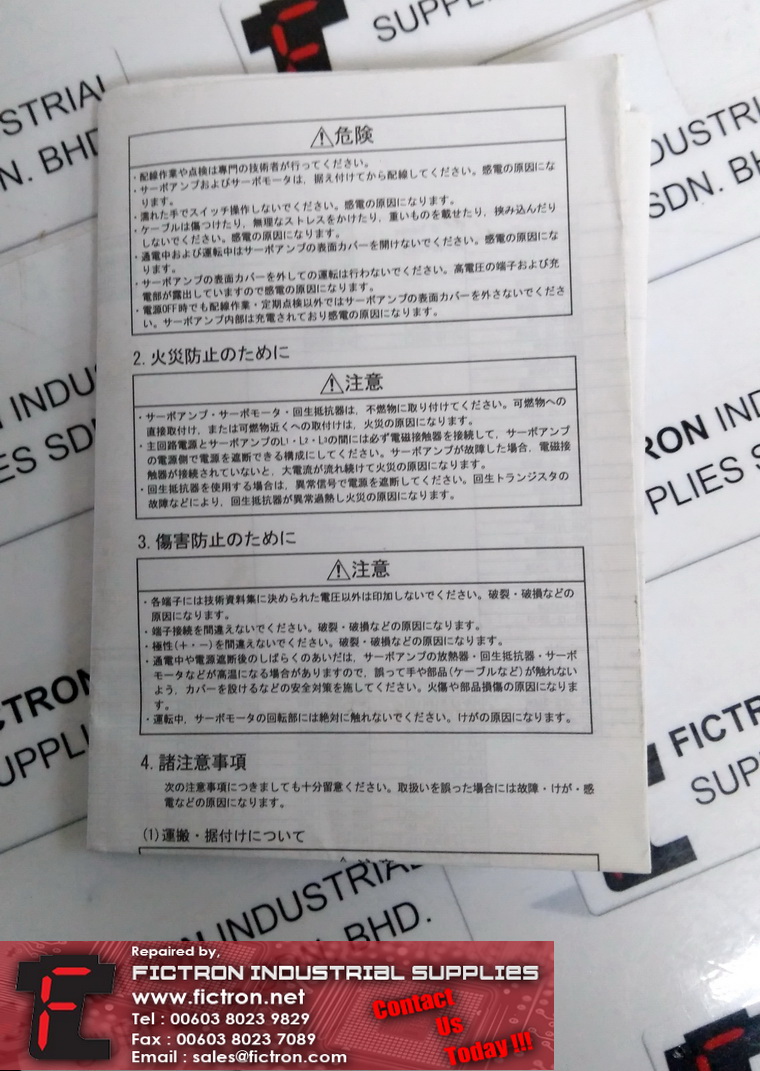 SUPPL
STRIAL
N. BHD
DUSTRI
SDN. BH
⚠危険
・配線作業や点検は専門の技術者が行ってください。
・サーボアンプおよびサーボモータは，据え付けてから配線してください。感電の原因にな
ります。
・濡れた手でスイッチ操作しないでください。感電の原因になります。
・ケーブルは傷つけたり，無理なストレスをかけたり，重いものを載せたり，挟み込んだり
しないでください。感電の原因になります。
・通電中および運転中はサーボアンプの表面カバーを開けないでください。感電の原因にな
ります。
・サーボアンプの表面カバーを外しての運転は行わないでください。高電圧の端子および充
電部が露出していますので感電の原因になります。
・電源OFF時でも配線作業・定期点検以外ではサーボアンプの表面カバーを外さないでくださ
い。サーボアンプ内部は充電されており感電の原因になります。
2. 火災防止のために
⚠注意
・サーボアンプ・サーボモータ・回生抵抗器は，不燃物に取り付けてください。可燃物への
直接取付け，または可燃物近くへの取付けは，火災の原因になります。
・主回路電源とサーボアンプのL1・L2・L3の間には必ず電磁接触器を接続して，サーボアンプ
の電源側で電源を遮断できる構成にしてください。サーボアンプが故障した場合，電磁接
触器が接続されていないと，大電流が流れ続けて火災の原因になります。
・回生抵抗器を使用する場合は，異常信号で電源を遮断してください。回生トランジスタの
故障などにより，回生抵抗器が異常過熱し火災の原因になります。
3. 傷害防止のために
⚠注意
・各端子には技術資料集に決められた電圧以外は印加しないでください。破裂・破損などの
原因になります。
・端子接続を間違えないでください。破裂・破損などの原因になります。
・極性(＋・－)を間違えないでください。破裂・破損などの原因になります。
・通電中や電源遮断後のしばらくのあいだは，サーボアンプの放熱器・回生抵抗器・サーボ
モータなどが高温になる場合がありますので，誤って手や部品(ケーブルなど)が触れない
よう，カバーを設けるなどの安全対策を施してください。火傷や部品損傷の原因になりま
す。
・運転中，サーボモータの回転部には絶対に触れないでください。けがの原因になります。
4. 諸注意事項
次の注意事項につきましても十分留意ください。取扱いを誤った場合には故障・けが・感
電などの原因になります。
(1)運搬・据付けについて
N INDUS
ES SD
RON IND
PLIES S
CTRON
UPPLI
FICTR
SUPP
N INDUSTRIAL
N. BHD.
Repaired by,
FICTRON INDUSTRIAL SUPPLIES
www.fictron.net
Tel : 00603 8023 9829
Fax : 00603 8023 7089
Email : sales@fictron.com
Contact
Us
Today !!!